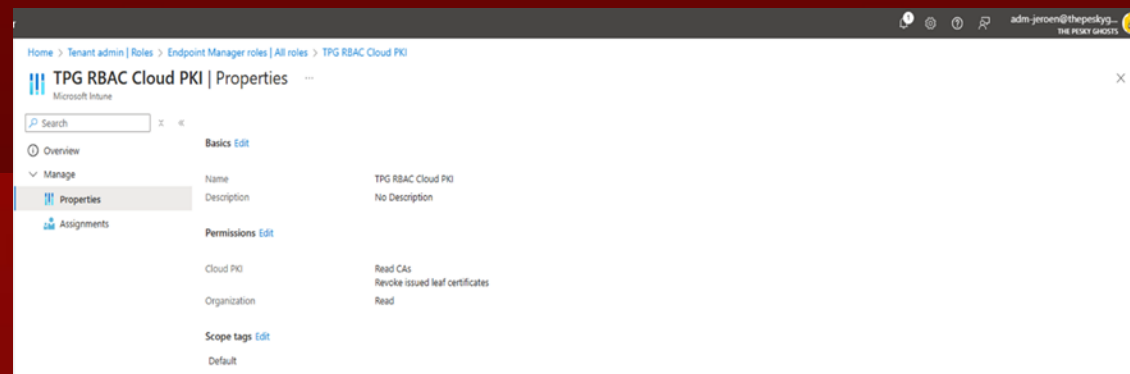 adm-jeroen@thepeskyg...
THE PESKY GHOSTS
Home > Tenant admin | Roles > Endpoint Manager roles | All roles > TPG RBAC Cloud PKI
TPG RBAC Cloud PKI | Properties ...
Microsoft Intune
Search
Overview
Manage
Properties
Assignments
Basics Edit
Name TPG RBAC Cloud PKI
Description No Description
Permissions Edit
Cloud PKI Read CAs
Revoke issued leaf certificates
Organization Read
Scope tags Edit
Default